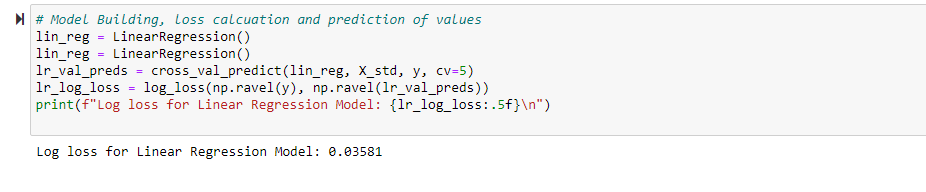 # Model Building, loss calcuation and prediction of values
lin_reg = LinearRegression()
lin_reg = LinearRegression()
lr_val_preds = cross_val_predict(lin_reg, X_std, y, cv=5)
lr_log_loss = log_loss(np.ravel(y), np.ravel(lr_val_preds))
print(f"Log loss for Linear Regression Model: {lr_log_loss:.5f}\n")
Log loss for Linear Regression Model: 0.03581